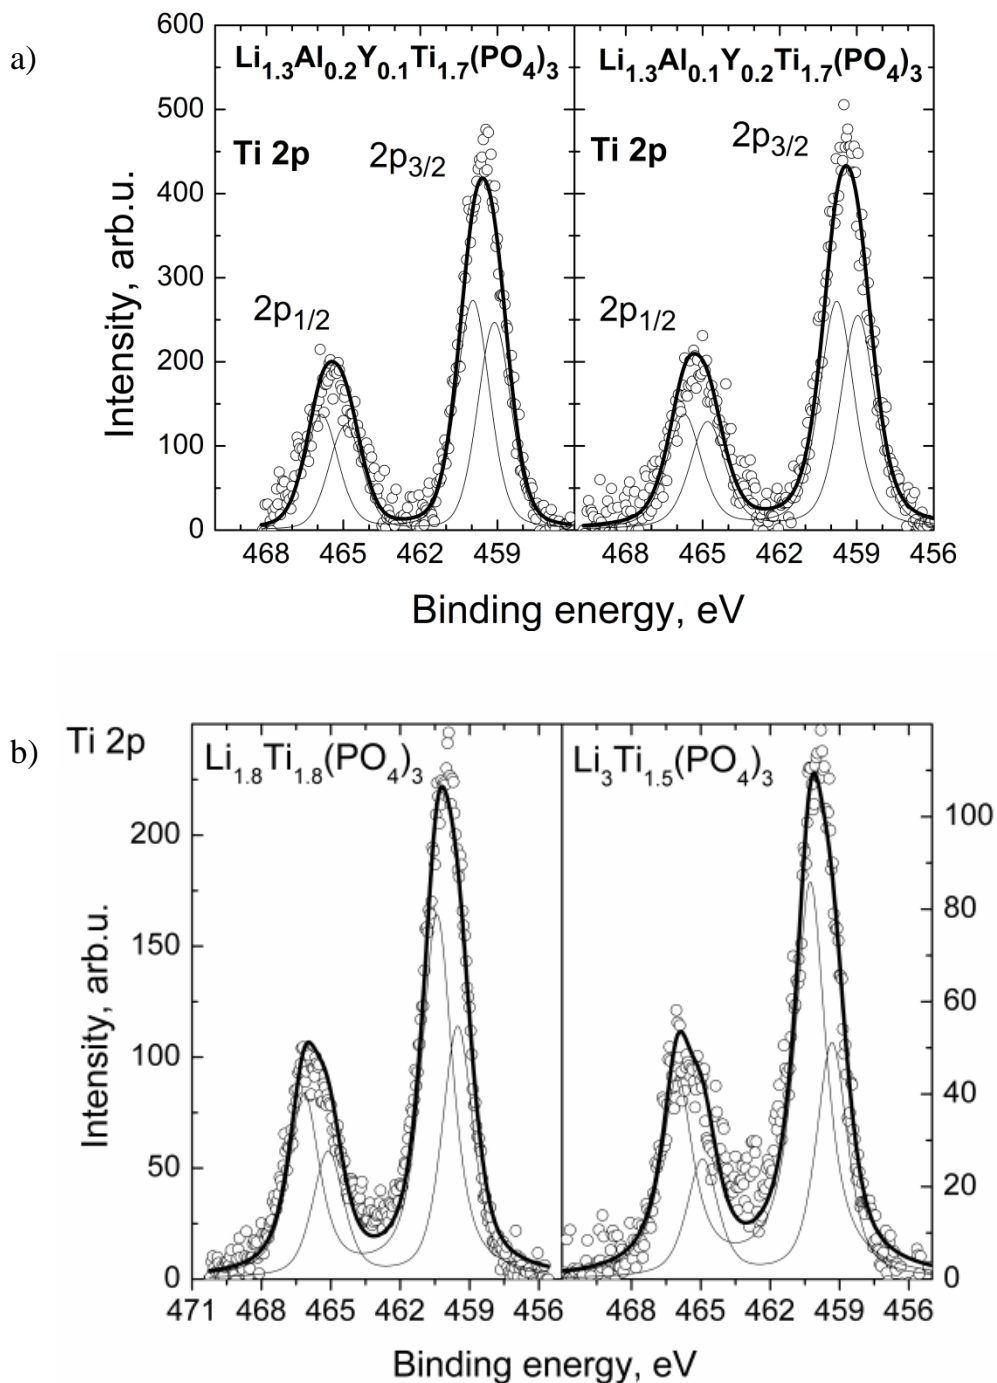 a)
600
500
400
300
200
100
0
Intensity, arb.u.
Li1.3Al0.2Y0.1Ti1.7(PO4)3
Ti 2p
2p3/2
2p1/2
468 465 462 459
Li1.3Al0.1Y0.2Ti1.7(PO4)3
Ti 2p
2p3/2
2p1/2
468 465 462 459 456
Binding energy, eV
b)
Ti 2p
200
150
100
50
0
Intensity, arb.u.
Li1.8Ti1.8(PO4)3
471 468 465 462 459 456
Li3Ti1.5(PO4)3
100
80
60
40
20
0
468 465 462 459 456
Binding energy, eV